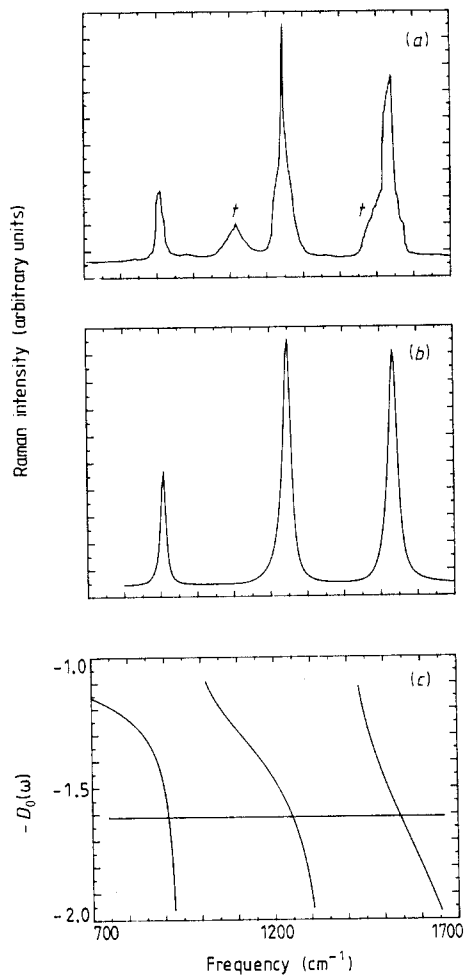 (a)
†
†
Raman intensity (arbitrary units)
(b)
(c)
-1.0
-1.5
-2.0
- D₀(ω)
700 1200 1700
Frequency (cm⁻¹)